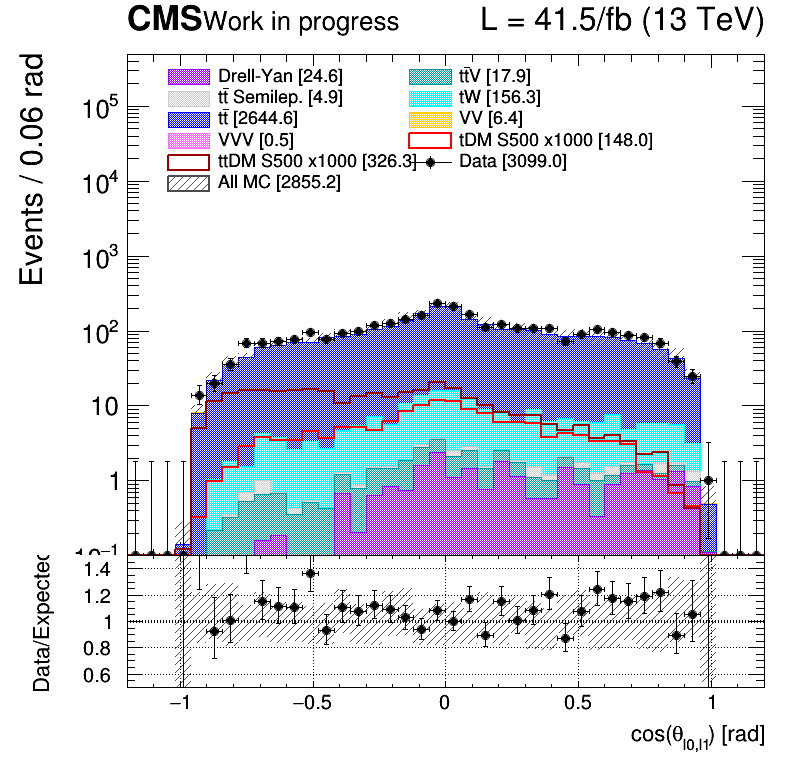 CMS Work in progress L = 41.5/fb (13 TeV)
Events / 0.06 rad
Drell-Yan [24.6] tt̄V [17.9]
tt̄ Semilep. [4.9] tW [156.3]
tt̄ [2644.6] VV [6.4]
VVV [0.5] tDM S500 x1000 [148.0]
ttDM S500 x1000 [326.3] Data [3099.0]
All MC [2855.2]
10⁵
10⁴
10³
10²
10
1
10⁻¹
Data/Expected
1.4
1.2
1
0.8
0.6
−1 −0.5 0 0.5 1
cos(θ_l0,l1) [rad]